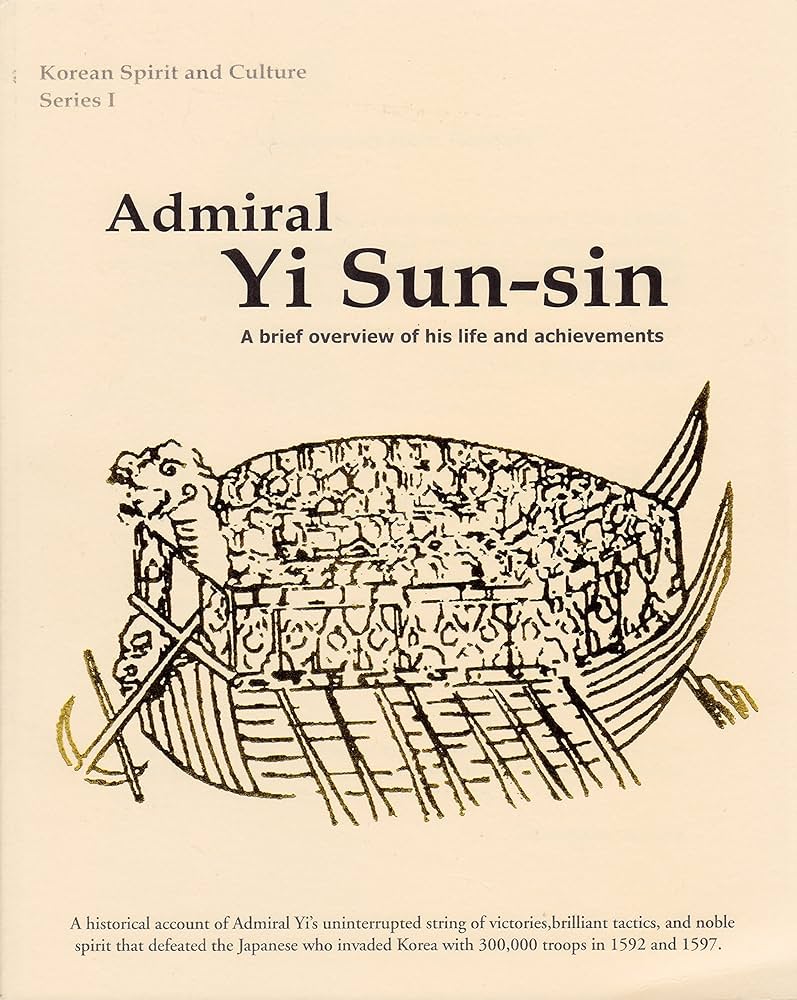 Korean Spirit and Culture
Series I
Admiral
Yi Sun-sin
A brief overview of his life and achievements
A historical account of Admiral Yi's uninterrupted string of victories,brilliant tactics, and noble
spirit that defeated the Japanese who invaded Korea with 300,000 troops in 1592 and 1597.